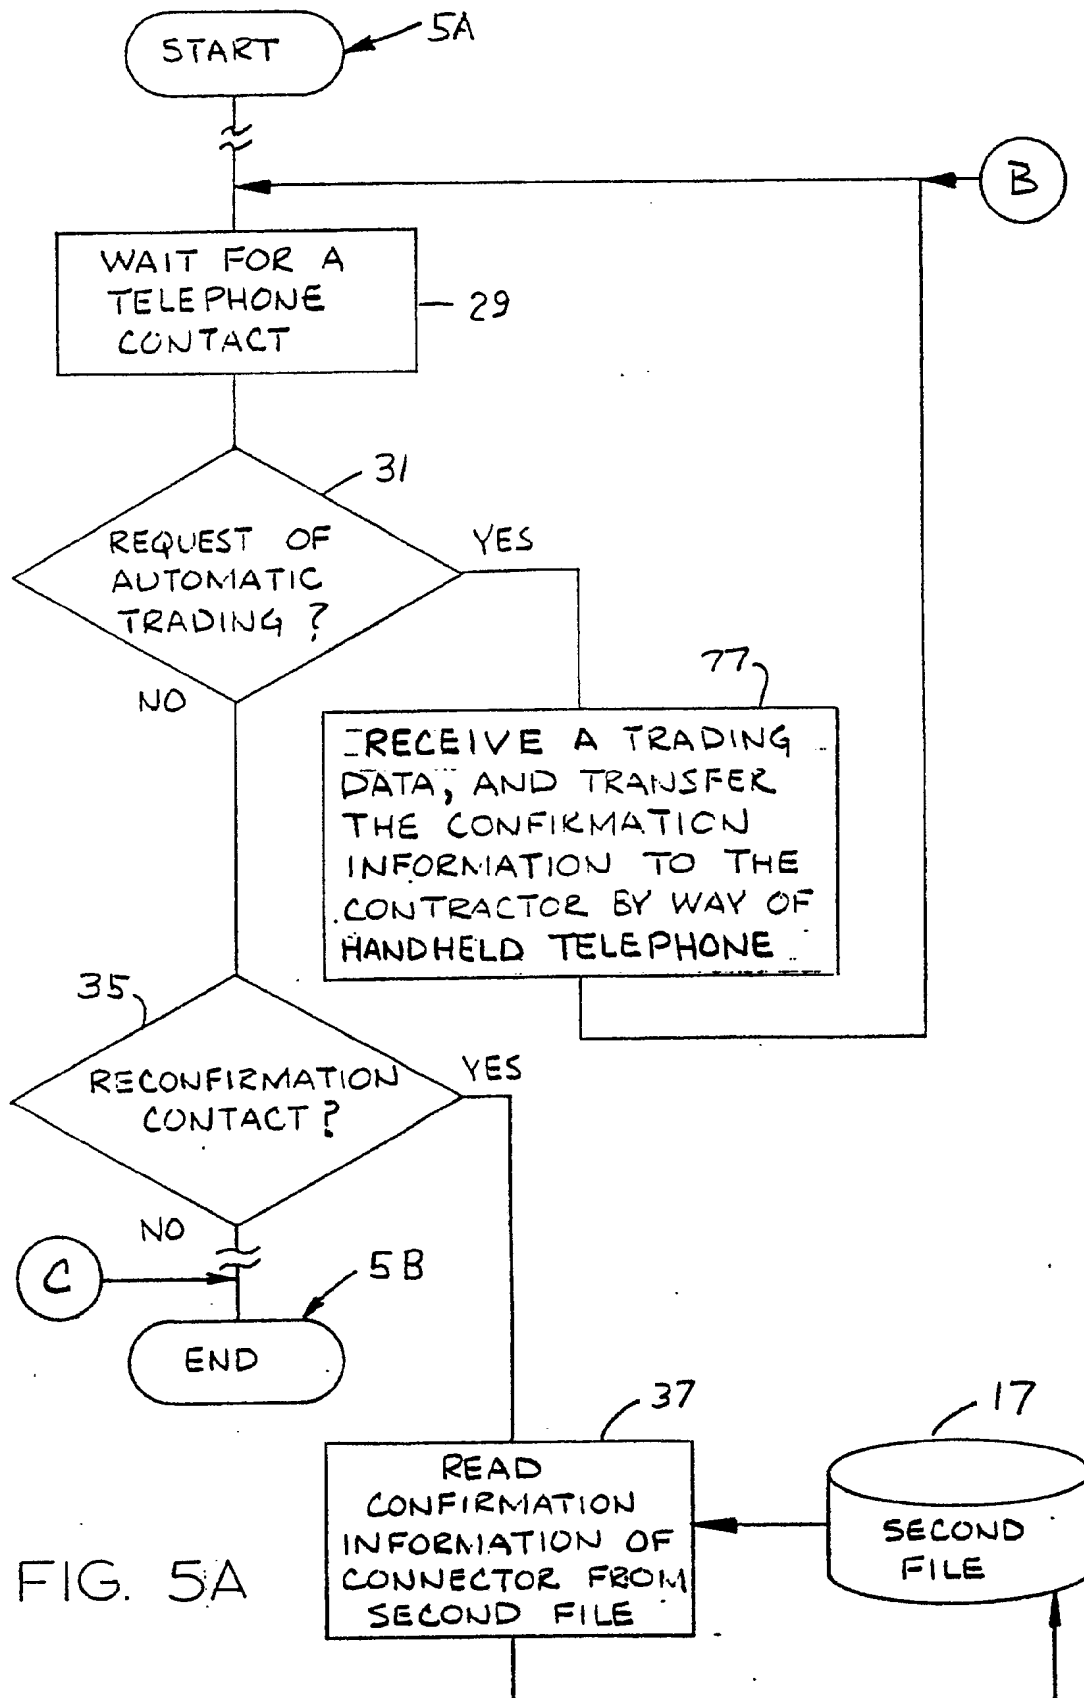 START
5A
B
WAIT FOR A
TELEPHONE
CONTACT
29
31
REQUEST OF
AUTOMATIC
TRADING ?
YES
NO
77
RECEIVE A TRADING
DATA, AND TRANSFER
THE CONFIRMATION
INFORMATION TO THE
CONTRACTOR BY WAY OF
HANDHELD TELEPHONE
35
RECONFIRMATION
CONTACT ?
YES
NO
C
5B
END
37
READ
CONFIRMATION
INFORMATION OF
CONNECTOR FROM
SECOND FILE
17
SECOND
FILE
FIG. 5A